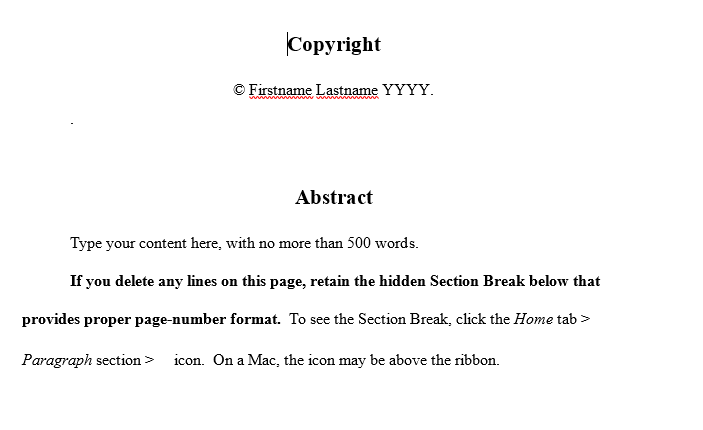 Copyright
© Firstname Lastname YYYY.
.
Abstract
Type your content here, with no more than 500 words.
If you delete any lines on this page, retain the hidden Section Break below that
provides proper page-number format.  To see the Section Break, click the Home tab >
Paragraph section >     icon.  On a Mac, the icon may be above the ribbon.